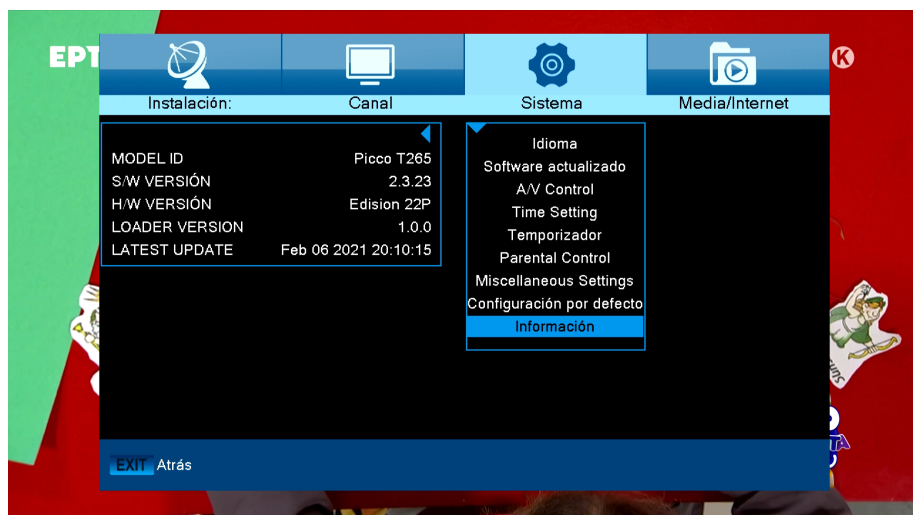 ΕΡΤ
K
Instalación:
Canal
Sistema
Media/Internet
MODEL ID Picco T265
S/W VERSIÓN 2.3.23
H/W VERSIÓN Edision 22P
LOADER VERSION 1.0.0
LATEST UPDATE Feb 06 2021 20:10:15
Idioma
Software actualizado
A/V Control
Time Setting
Temporizador
Parental Control
Miscellaneous Settings
Configuración por defecto
Información
EXIT Atrás